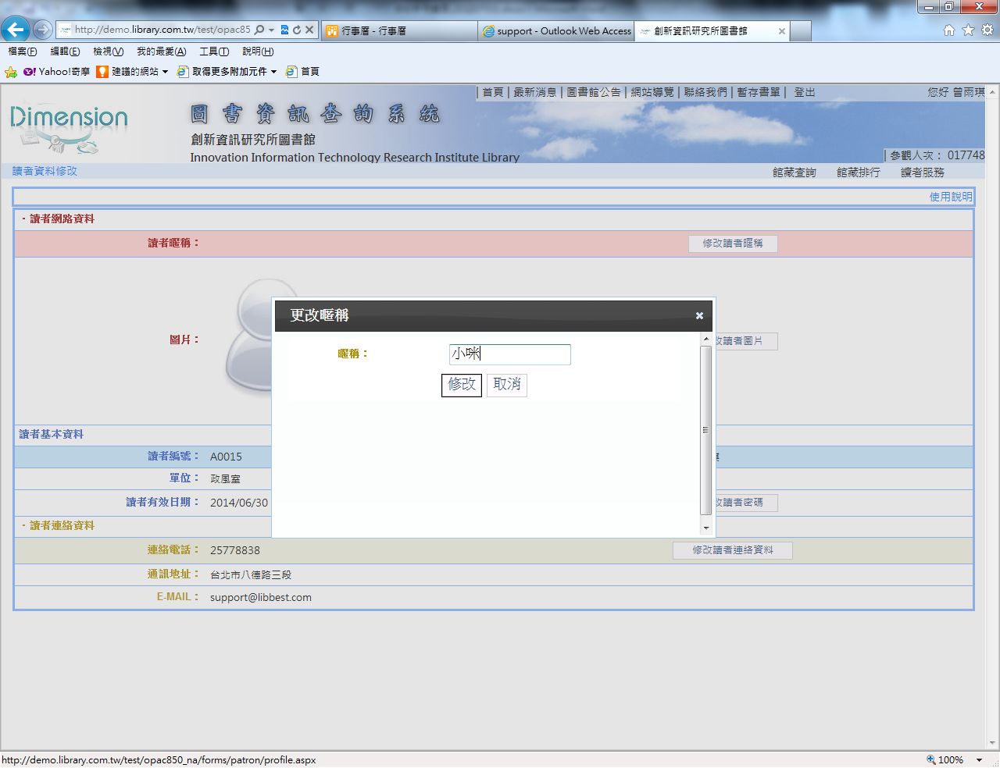 http://demo.library.com.tw/test/opac85
行事曆 - 行事曆
support - Outlook Web Access
創新資訊研究所圖書館
檔案(F) 編輯(E) 檢視(V) 我的最愛(A) 工具(T) 說明(H)
Yahoo!奇摩 建議的網站 取得更多附加元件 首頁
| 首頁 | 最新消息 | 圖書館公告 | 網站導覽 | 聯絡我們 | 暫存書單 | 登出
您好 曾雨琪
Dimension
圖書資訊查詢系統
創新資訊研究所圖書館
Innovation Information Technology Research Institute Library
| 參觀人次： 017748
讀者資料修改
館藏查詢 館藏排行 讀者服務
使用說明
· 讀者網路資料
讀者暱稱：
修改讀者暱稱
更改暱稱
圖片：
改讀者圖片
暱稱：
小咪
修改 取消
讀者基本資料
讀者編號： A0015
單位： 政風室
讀者有效日期： 2014/06/30
改讀者密碼
· 讀者連絡資料
連絡電話： 25778838
修改讀者連絡資料
通訊地址： 台北市八德路三段
E-MAIL： support@libbest.com
http://demo.library.com.tw/test/opac850_na/forms/patron/profile.aspx
100%